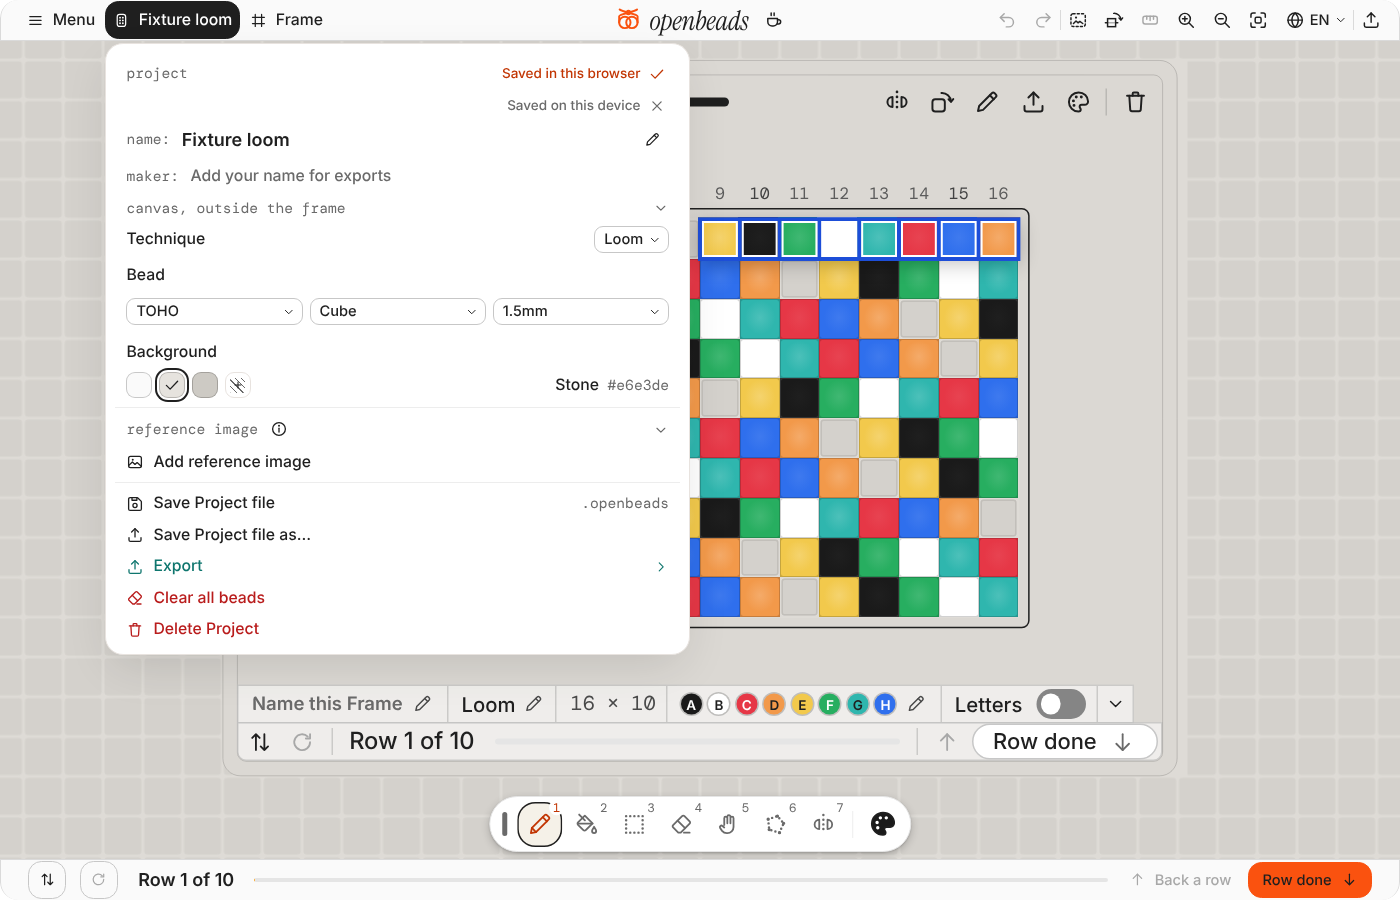 Menu
Fixture loom
Frame
openbeads
EN
project
Saved in this browser
Saved on this device
name: Fixture loom
maker: Add your name for exports
canvas, outside the frame
Technique
Loom
Bead
TOHO
Cube
1.5mm
Background
Stone #e6e3de
reference image
Add reference image
Save Project file
.openbeads
Save Project file as...
Export
Clear all beads
Delete Project
9 10 11 12 13 14 15 16
Name this Frame
Loom
16 × 10
A B C D E F G H
Letters
Row 1 of 10
Row done
1 2 3 4 5 6 7
Row 1 of 10
Back a row
Row done